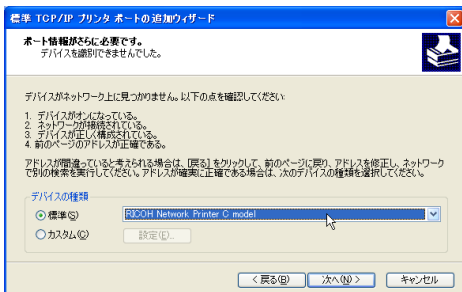 標準 TCP/IP プリンタ ポートの追加ウィザード
ポート情報がさらに必要です。
デバイスを識別できませんでした。
デバイスがネットワーク上に見つかりません。以下の点を確認してください:
1. デバイスがオンになっている。
2. ネットワークが接続されている。
3. デバイスが正しく構成されている。
4. 前のページのアドレスが正確である。
アドレスが間違っていると考えられる場合は、[戻る] をクリックして、前のページに戻り、アドレスを修正し、ネットワーク
で別の検索を実行してください。アドレスが確実に正確である場合は、次のデバイスの種類を選択してください。
デバイスの種類
標準(S)
RICOH Network Printer C model
カスタム(C)
設定(E)...
< 戻る(B)
次へ(N) >
キャンセル